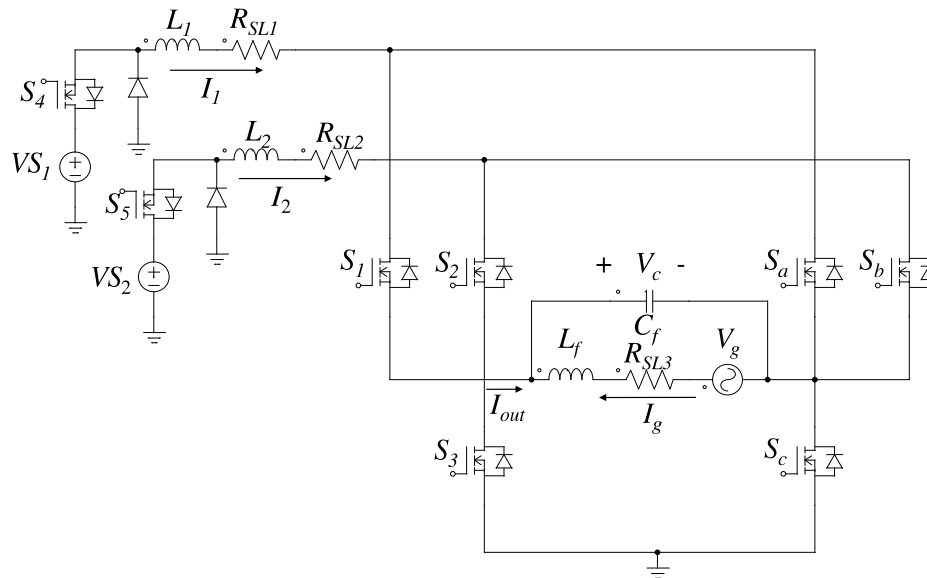 L1
RSL1
S4
I1
L2
RSL2
VS1
S5
I2
VS2
S1
S2
+ Vc -
Sa
Sb
Cf
Lf
RSL3
Vg
Iout
Ig
S3
Sc